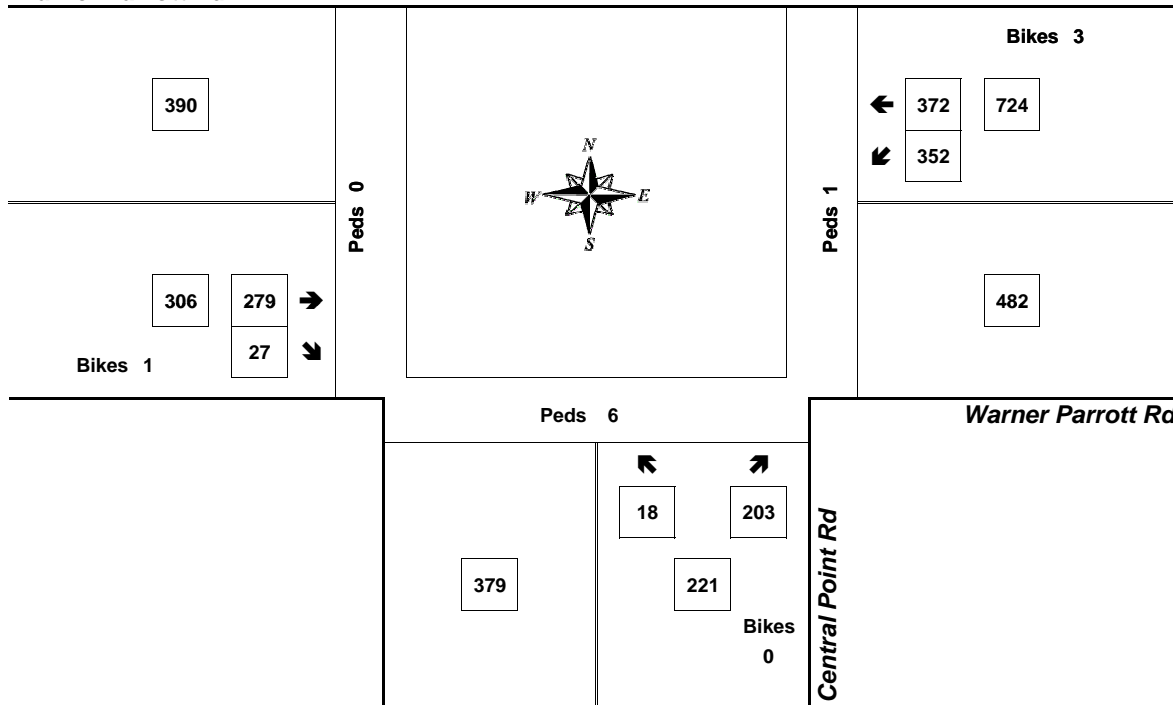 Bikes 3
390
372 724
352
N
W E
S
Peds 0
Peds 1
306 279
27
482
Bikes 1
Peds 6
Warner Parrott Rd
18 203
379 221
Bikes
0
Central Point Rd